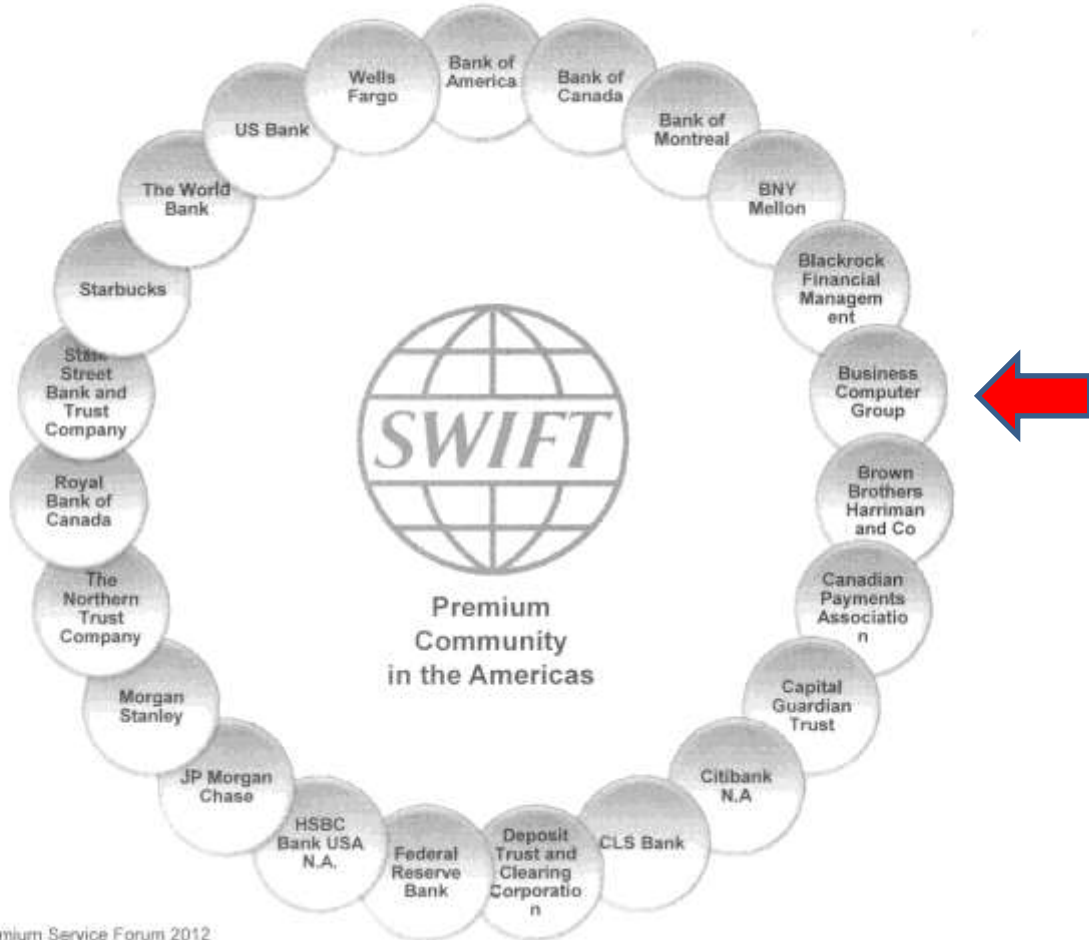 Bank of
America
Bank of
Canada
Bank of
Montreal
BNY
Mellon
Blackrock
Financial
Managem
ent
Business
Computer
Group
Brown
Brothers
Harriman
and Co
Canadian
Payments
Associatio
n
Capital
Guardian
Trust
Citibank
N.A
CLS Bank
Deposit
Trust and
Clearing
Corporatio
n
Federal
Reserve
Bank
HSBC
Bank USA
N.A.
JP Morgan
Chase
Morgan
Stanley
The
Northern
Trust
Company
Royal
Bank of
Canada
State
Street
Bank and
Trust
Company
Starbucks
The World
Bank
US Bank
Wells
Fargo
SWIFT
Premium
Community
in the Americas
Service Forum 2012